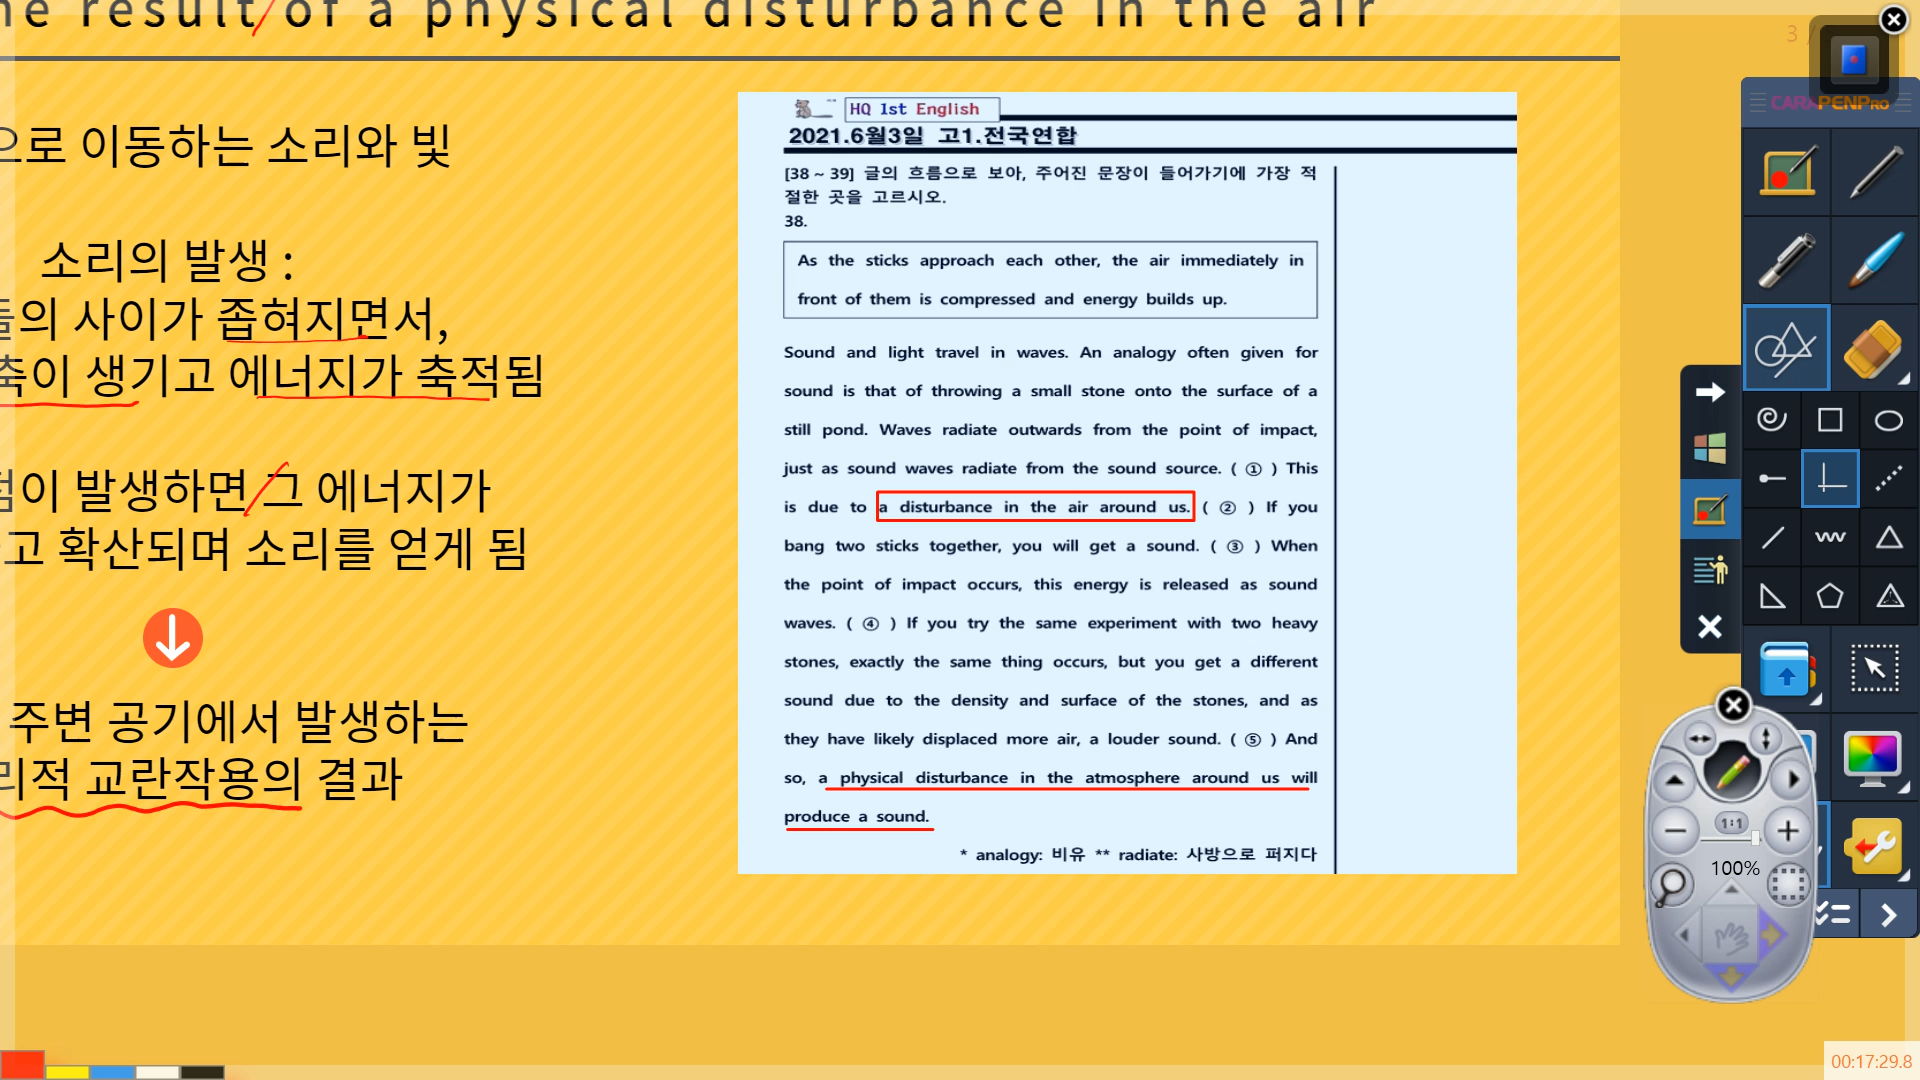 result of a physical disturbance in the air
으로 이동하는 소리와 빛
소리의 발생 :
들의 사이가 좁혀지면서,
축이 생기고 에너지가 축적됨
점이 발생하면 그 에너지가
고 확산되며 소리를 얻게 됨
주변 공기에서 발생하는
리적 교란작용의 결과
HQ 1st English
2021.6월3일 고1.전국연합
[38 ~ 39] 글의 흐름으로 보아, 주어진 문장이 들어가기에 가장 적
절한 곳을 고르시오.
38.
As the sticks approach each other, the air immediately in
front of them is compressed and energy builds up.
Sound and light travel in waves. An analogy often given for
sound is that of throwing a small stone onto the surface of a
still pond. Waves radiate outwards from the point of impact,
just as sound waves radiate from the sound source. ( ① ) This
is due to a disturbance in the air around us. ( ② ) If you
bang two sticks together, you will get a sound. ( ③ ) When
the point of impact occurs, this energy is released as sound
waves. ( ④ ) If you try the same experiment with two heavy
stones, exactly the same thing occurs, but you get a different
sound due to the density and surface of the stones, and as
they have likely displaced more air, a louder sound. ( ⑤ ) And
so, a physical disturbance in the atmosphere around us will
produce a sound.
* analogy: 비유 ** radiate: 사방으로 퍼지다
3 /
CARAPENPRO
1:1
100%
00:17:29.8